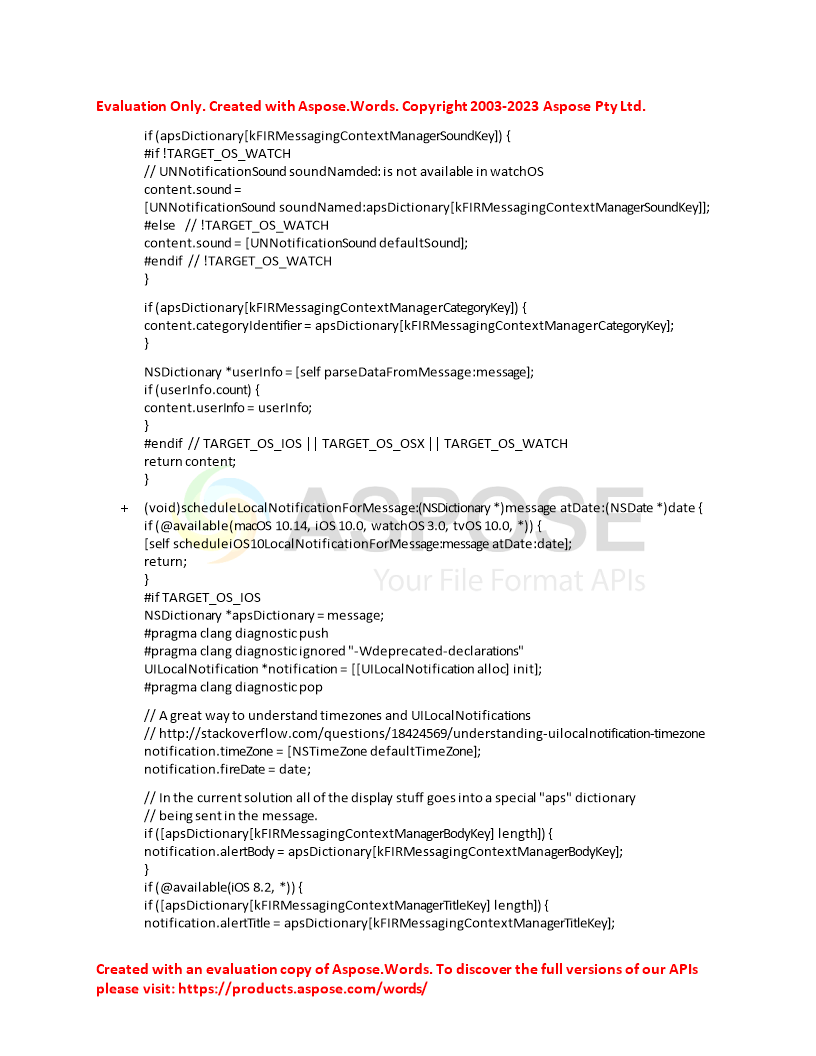 Evaluation Only. Created with Aspose.Words. Copyright 2003-2023 Aspose Pty Ltd.
if (apsDictionary[kFIRMessagingContextManagerSoundKey]) {
#if !TARGET_OS_WATCH
// UNNotificationSound soundNamded: is not available in watchOS
content.sound =
[UNNotificationSound soundNamed:apsDictionary[kFIRMessagingContextManagerSoundKey]];
#else // !TARGET_OS_WATCH
content.sound = [UNNotificationSound defaultSound];
#endif // !TARGET_OS_WATCH
}
if (apsDictionary[kFIRMessagingContextManagerCategoryKey]) {
content.categoryIdentifier = apsDictionary[kFIRMessagingContextManagerCategoryKey];
}
NSDictionary *userInfo = [self parseDataFromMessage:message];
if (userInfo.count) {
content.userInfo = userInfo;
}
#endif // TARGET_OS_IOS || TARGET_OS_OSX || TARGET_OS_WATCH
return content;
}
+ (void)scheduleLocalNotificationForMessage:(NSDictionary *)message atDate:(NSDate *)date {
if (@available(macOS 10.14, iOS 10.0, watchOS 3.0, tvOS 10.0, *)) {
[self scheduleiOS10LocalNotificationForMessage:message atDate:date];
return;
}
ASPOSE
Your File Format APIs
#if TARGET_OS_IOS
NSDictionary *apsDictionary = message;
#pragma clang diagnostic push
#pragma clang diagnostic ignored "-Wdeprecated-declarations"
UILocalNotification *notification = [[UILocalNotification alloc] init];
#pragma clang diagnostic pop
// A great way to understand timezones and UILocalNotifications
// http://stackoverflow.com/questions/18424569/understanding-uilocalnotification-timezone
notification.timeZone = [NSTimeZone defaultTimeZone];
notification.fireDate = date;
// In the current solution all of the display stuff goes into a special "aps" dictionary
// being sent in the message.
if ([apsDictionary[kFIRMessagingContextManagerBodyKey] length]) {
notification.alertBody = apsDictionary[kFIRMessagingContextManagerBodyKey];
}
if (@available(iOS 8.2, *)) {
if ([apsDictionary[kFIRMessagingContextManagerTitleKey] length]) {
notification.alertTitle = apsDictionary[kFIRMessagingContextManagerTitleKey];
Created with an evaluation copy of Aspose.Words. To discover the full versions of our APIs
please visit: https://products.aspose.com/words/